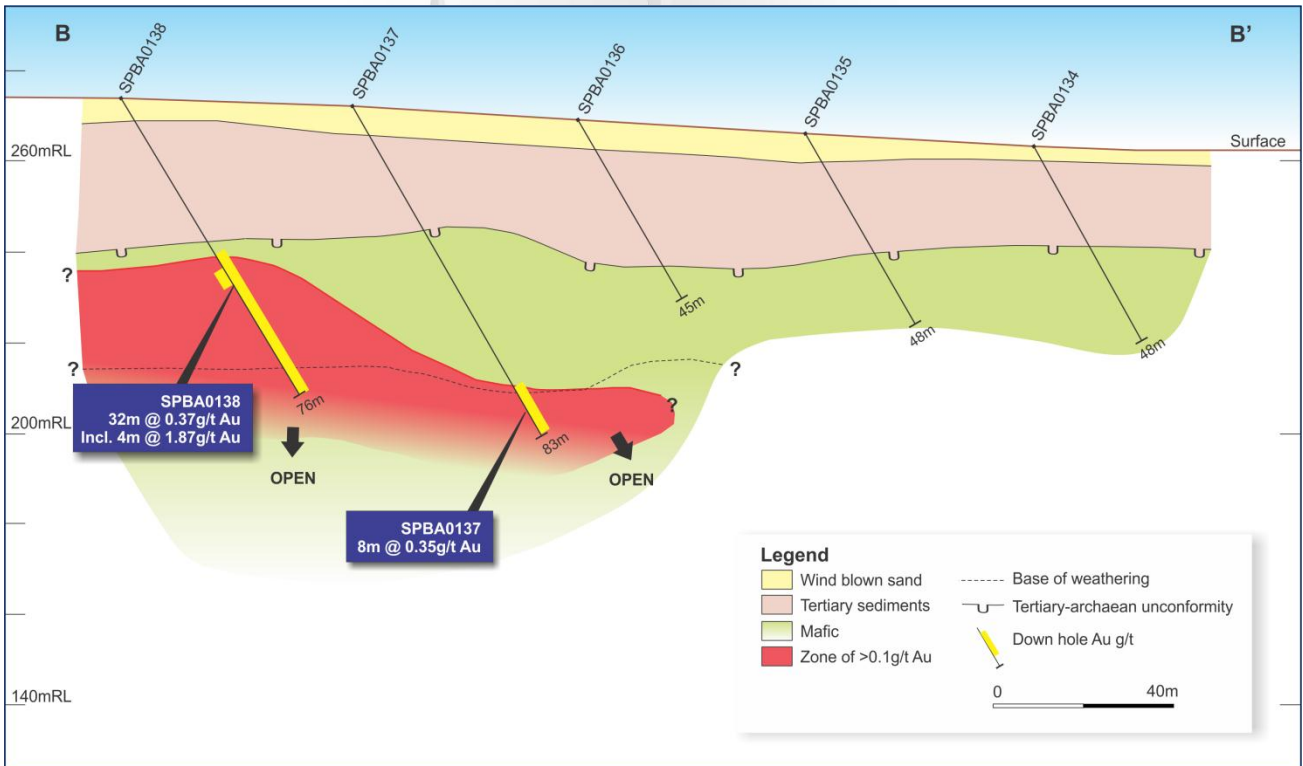 B
B'
SPBA0138
SPBA0137
SPBA0136
SPBA0135
SPBA0134
Surface
260mRL
?
45m
48m
48m
?
?
200mRL
SPBA0138
32m @ 0.37g/t Au
Incl. 4m @ 1.87g/t Au
76m
?
83m
OPEN
OPEN
SPBA0137
8m @ 0.35g/t Au
140mRL
Legend
Wind blown sand
Tertiary sediments
Mafic
Zone of >0.1g/t Au
Base of weathering
Tertiary-archaean unconformity
Down hole Au g/t
0 40m